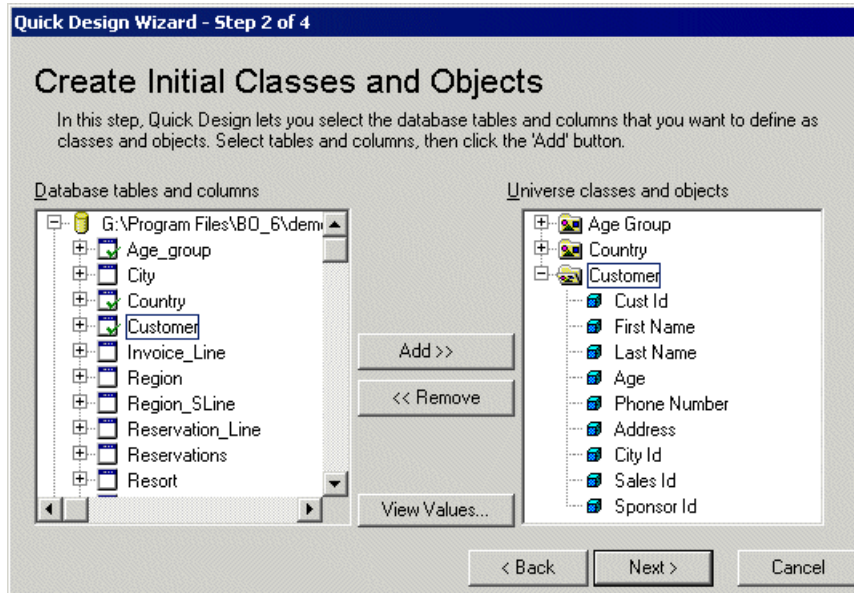 Quick Design Wizard - Step 2 of 4
Create Initial Classes and Objects
In this step, Quick Design lets you select the database tables and columns that you want to define as
classes and objects. Select tables and columns, then click the 'Add' button.
Database tables and columns
G:\Program Files\BO_6\demo
Age_group
City
Country
Customer
Invoice_Line
Region
Region_SLine
Reservation_Line
Reservations
Resort
Add >>
<< Remove
View Values...
Universe classes and objects
Age Group
Country
Customer
Cust Id
First Name
Last Name
Age
Phone Number
Address
City Id
Sales Id
Sponsor Id
< Back
Next >
Cancel